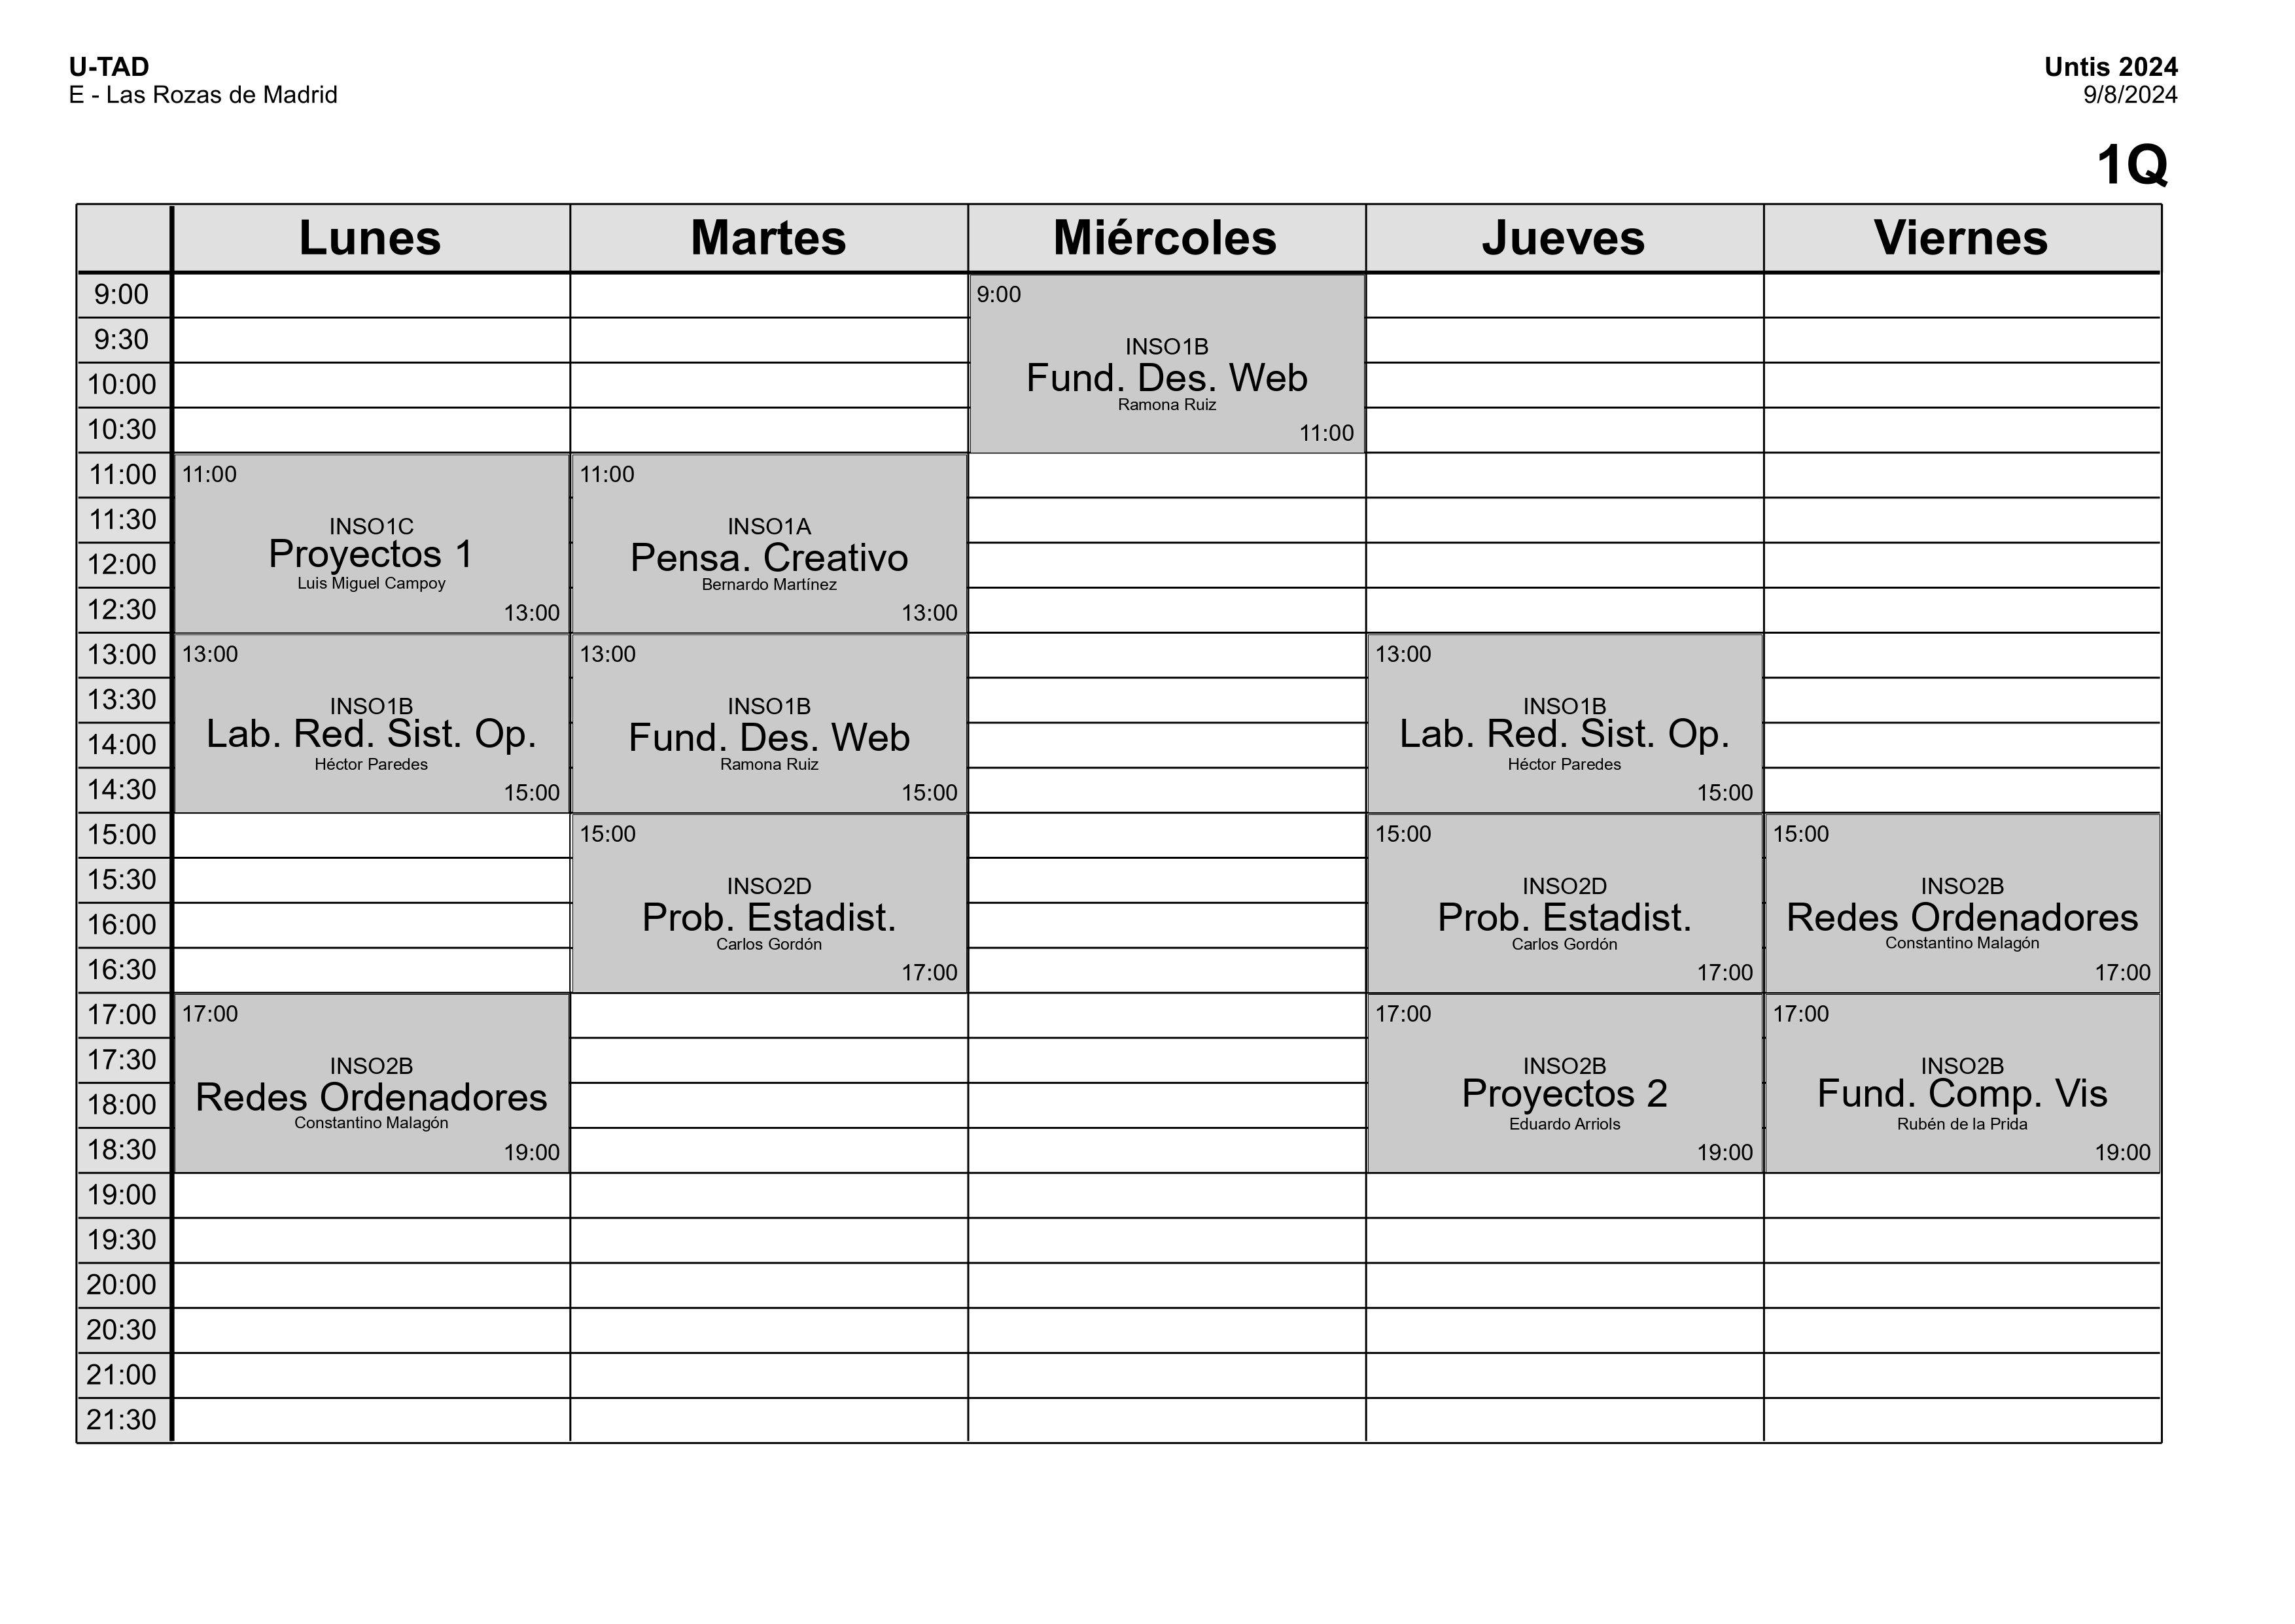 U-TAD
E - Las Rozas de Madrid
Untis 2024
9/8/2024
1Q
Lunes Martes Miércoles Jueves Viernes
9:00
9:30
10:00
10:30
11:00
11:30
12:00
12:30
13:00
13:30
14:00
14:30
15:00
15:30
16:00
16:30
17:00
17:30
18:00
18:30
19:00
19:30
20:00
20:30
21:00
21:30
11:00
INSO1C
Proyectos 1
Luis Miguel Campoy
13:00
13:00
INSO1B
Lab. Red. Sist. Op.
Héctor Paredes
15:00
17:00
INSO2B
Redes Ordenadores
Constantino Malagón
19:00
11:00
INSO1A
Pensa. Creativo
Bernardo Martínez
13:00
13:00
INSO1B
Fund. Des. Web
Ramona Ruiz
15:00
15:00
INSO2D
Prob. Estadist.
Carlos Gordón
17:00
9:00
INSO1B
Fund. Des. Web
Ramona Ruiz
11:00
13:00
INSO1B
Lab. Red. Sist. Op.
Héctor Paredes
15:00
15:00
INSO2D
Prob. Estadist.
Carlos Gordón
17:00
17:00
INSO2B
Proyectos 2
Eduardo Arriols
19:00
15:00
INSO2B
Redes Ordenadores
Constantino Malagón
17:00
17:00
INSO2B
Fund. Comp. Vis
Rubén de la Prida
19:00